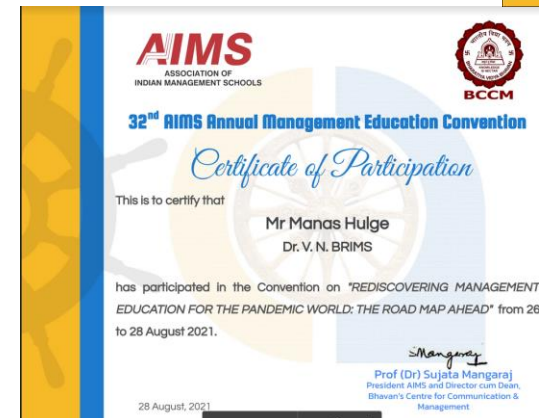 AIMS
ASSOCIATION OF
INDIAN MANAGEMENT SCHOOLS
BCCM
32nd AIMS Annual Management Education Convention
Certificate of Participation
This is to certify that
Mr Manas Hulge
Dr. V. N. BRIMS
has participated in the Convention on "REDISCOVERING MANAGEMENT
EDUCATION FOR THE PANDEMIC WORLD: THE ROAD MAP AHEAD" from 26
to 28 August 2021.
SMangaraj
Prof (Dr) Sujata Mangaraj
President AIMS and Director cum Dean,
Bhavan's Centre for Communication &
Management
28 August, 2021